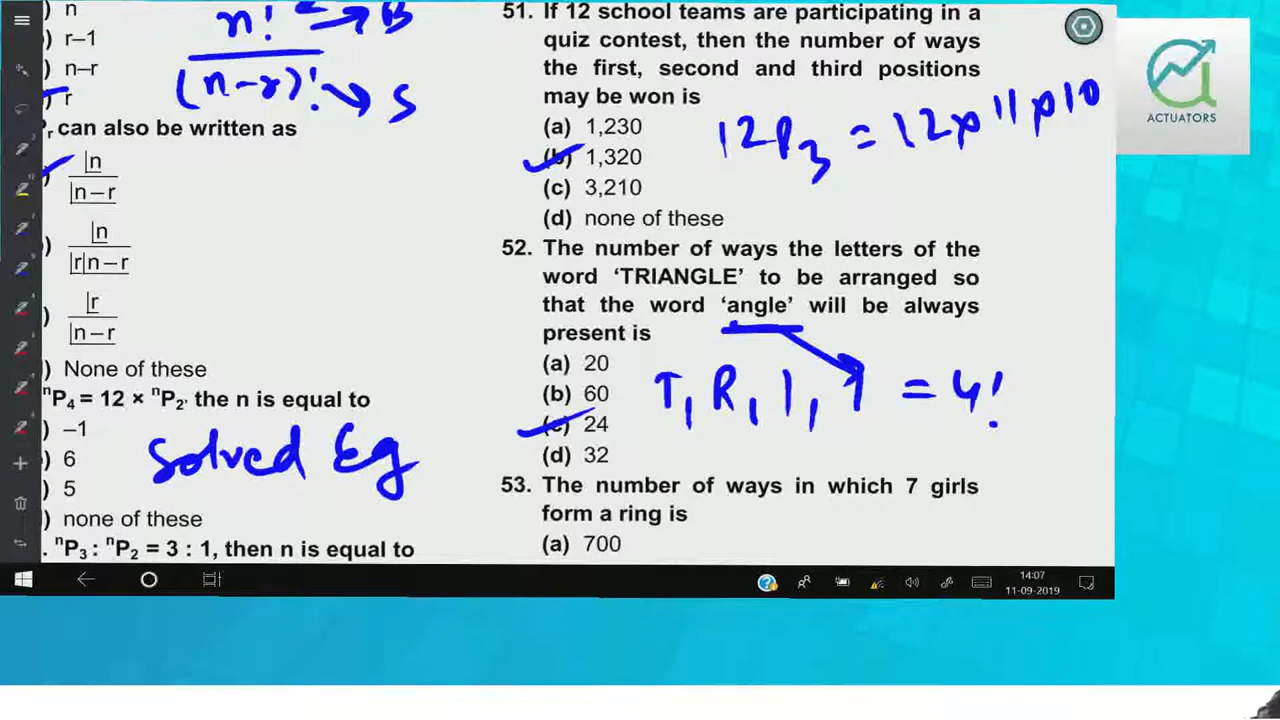 ) n
) r–1
) n–r
) r
n! → B
(n-r)! → S
r can also be written as
|n
|n–r
) |n
|r|n–r
) |r
|n–r
) None of these
ⁿP₄ = 12 × ⁿP₂, the n is equal to
) –1
) 6
) 5
) none of these
. ⁿP₃ : ⁿP₂ = 3 : 1, then n is equal to
Solved Eg
51. If 12 school teams are participating in a
quiz contest, then the number of ways
the first, second and third positions
may be won is
(a) 1,230
(b) 1,320
(c) 3,210
(d) none of these
12P3 = 12×11×10
52. The number of ways the letters of the
word ‘TRIANGLE’ to be arranged so
that the word ‘angle’ will be always
present is
(a) 20
(b) 60
(c) 24
(d) 32
T, R, I, 1 = 4!
53. The number of ways in which 7 girls
form a ring is
(a) 700
ACTUATORS
14:07
11-09-2019